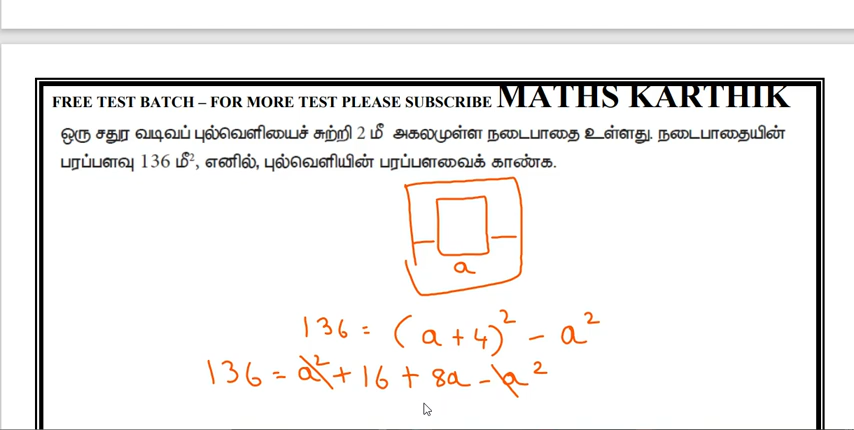 FREE TEST BATCH – FOR MORE TEST PLEASE SUBSCRIBE MATHS KARTHIK
ஒரு சதுர வடிவப் புல்வெளியைச் சுற்றி 2 மீ அகலமுள்ள நடைபாதை உள்ளது. நடைபாதையின்
பரப்பளவு 136 மீ², எனில், புல்வெளியின் பரப்பளவைக் காண்க.
a
136 = (a + 4)² - a²
136 = a² + 16 + 8a - a²